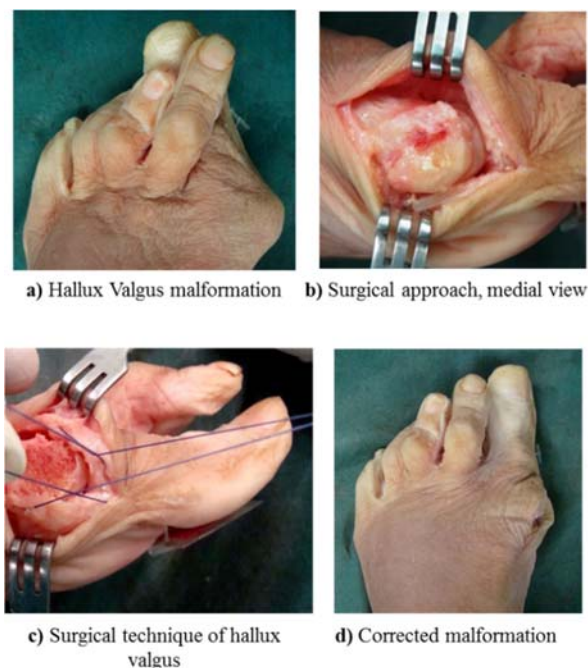 a) Hallux Valgus malformation
b) Surgical approach, medial view
c) Surgical technique of hallux
valgus
d) Corrected malformation